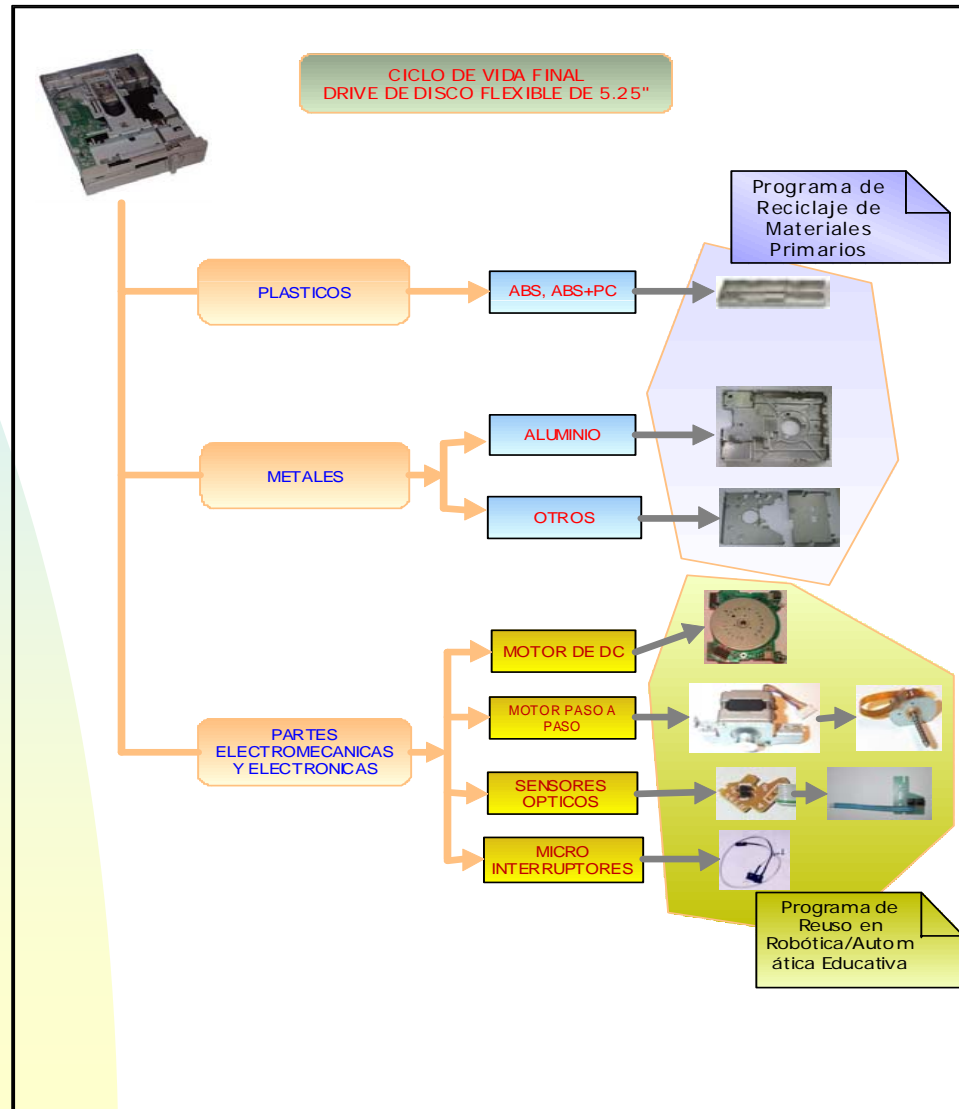 CICLO DE VIDA FINAL
DRIVE DE DISCO FLEXIBLE DE 5.25"
Programa de
Reciclaje de
Materiales
Primarios
PLASTICOS
ABS, ABS+PC
METALES
ALUMINIO
OTROS
PARTES
ELECTROMECANICAS
Y ELECTRONICAS
MOTOR DE DC
MOTOR PASO A
PASO
SENSORES
OPTICOS
MICRO
INTERRUPTORES
Programa de
Reuso en
Robótica/Autom
ática Educativa